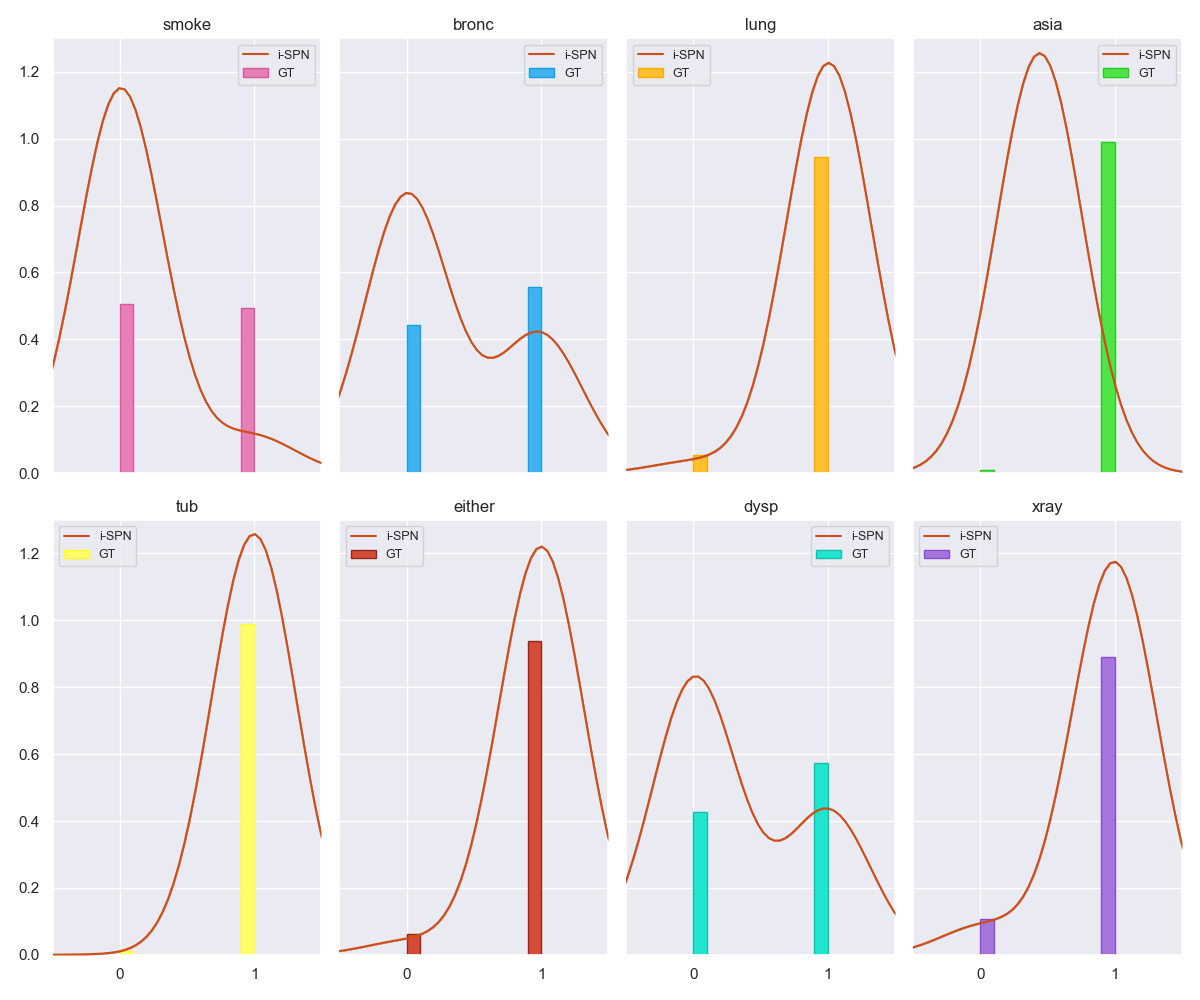 smoke
bronc
lung
asia
i-SPN
GT
i-SPN
GT
i-SPN
GT
i-SPN
GT
1.2
1.0
0.8
0.6
0.4
0.2
0.0
tub
either
dysp
xray
i-SPN
GT
i-SPN
GT
i-SPN
GT
i-SPN
GT
1.2
1.0
0.8
0.6
0.4
0.2
0.0
0 1
0 1
0 1
0 1